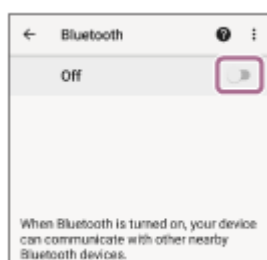 Bluetooth
Off
When Bluetooth is turned on, your device
can communicate with other nearby
Bluetooth devices.